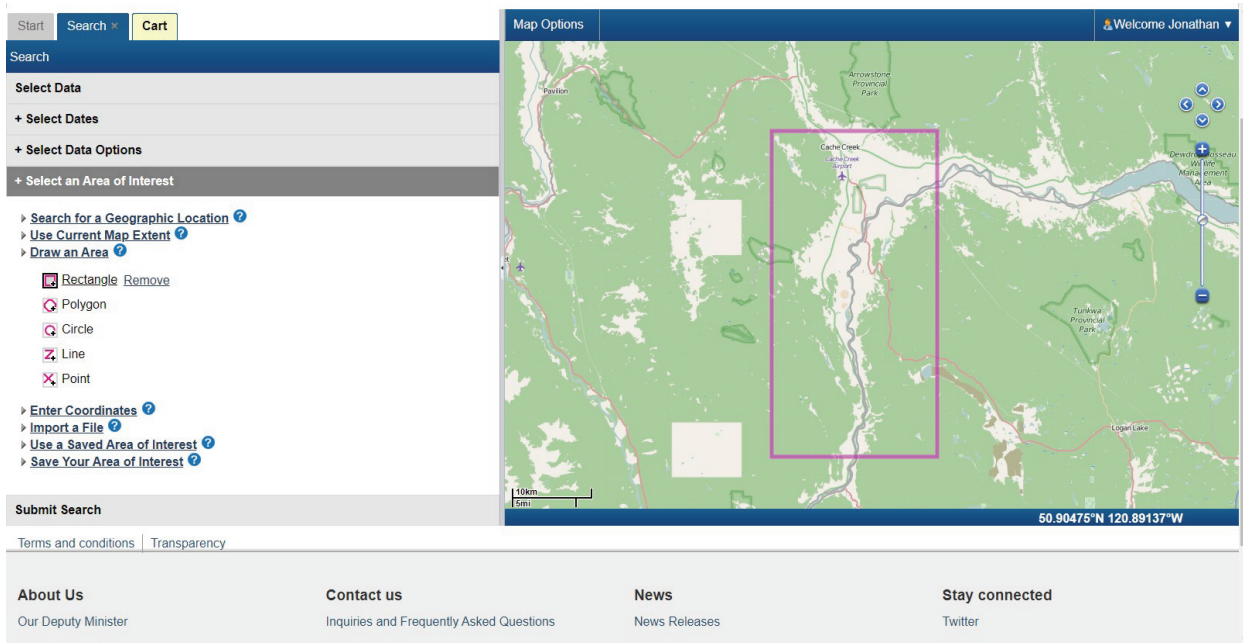 Start Search × Cart
Map Options
Welcome Jonathan ▼
Search
Select Data
+ Select Dates
+ Select Data Options
+ Select an Area of Interest
Search for a Geographic Location ?
Use Current Map Extent ?
Draw an Area ?
Rectangle Remove
Polygon
Circle
Line
Point
Enter Coordinates ?
Import a File ?
Use a Saved Area of Interest ?
Save Your Area of Interest ?
Submit Search
Pavilion
Arrowstone
Provincial
Park
Cache Creek
Cache Creek
Airport
Wildlife
Management
Area
Tunkwa
Provincial
Park
Logan Lake
10km
5mi
50.90475°N 120.89137°W
Terms and conditions Transparency
About Us
Our Deputy Minister
Contact us
Inquiries and Frequently Asked Questions
News
News Releases
Stay connected
Twitter